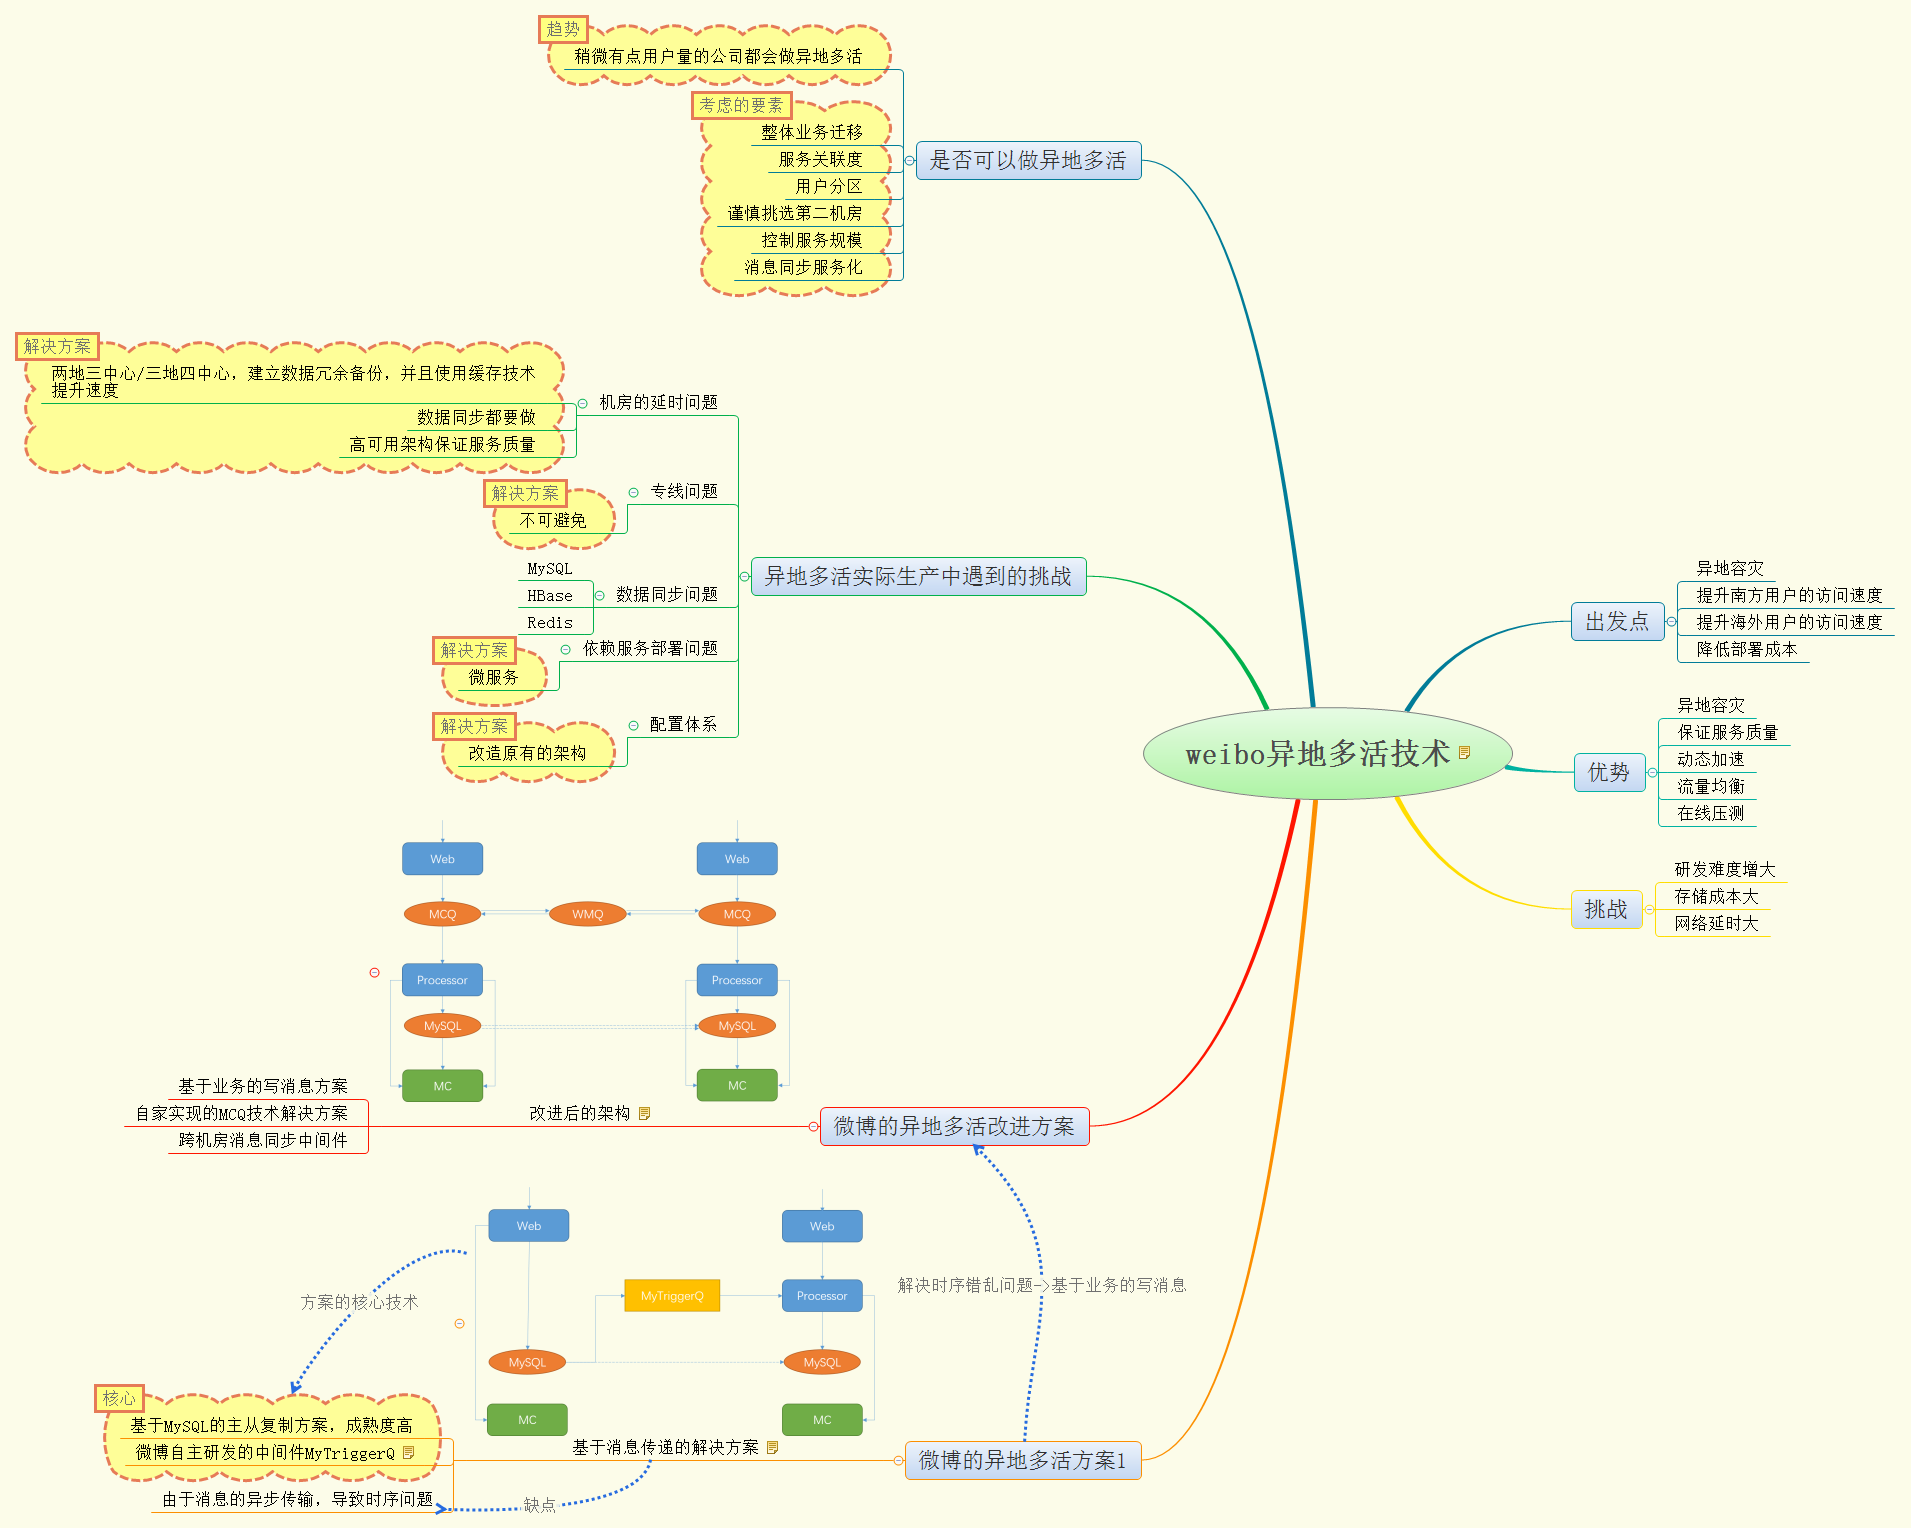 趋势
稍微有点用户量的公司都会做异地多活
考虑的要素
整体业务迁移
服务关联度
用户分区
谨慎挑选第二机房
控制服务规模
消息同步服务化
是否可以做异地多活
解决方案
两地三中心/三地四中心，建立数据冗余备份，并且使用缓存技术
提升速度
数据同步都要做
高可用架构保证服务质量
机房的延时问题
解决方案
不可避免
专线问题
MySQL
HBase
Redis
数据同步问题
解决方案
微服务
依赖服务部署问题
解决方案
改造原有的架构
配置体系
异地多活实际生产中遇到的挑战
weibo异地多活技术
出发点
异地容灾
提升南方用户的访问速度
提升海外用户的访问速度
降低部署成本
优势
异地容灾
保证服务质量
动态加速
流量均衡
在线压测
挑战
研发难度增大
存储成本大
网络延时大
Web
Web
MCQ
WMQ
MCQ
Processor
Processor
MySQL
MySQL
MC
MC
基于业务的写消息方案
自家实现的MCQ技术解决方案
跨机房消息同步中间件
改进后的架构
微博的异地多活改进方案
解决时序错乱问题->基于业务的写消息
Web
Web
MyTriggerQ
Processor
MySQL
MySQL
MC
MC
方案的核心技术
核心
基于MySQL的主从复制方案，成熟度高
微博自主研发的中间件MyTriggerQ
由于消息的异步传输，导致时序问题
缺点
基于消息传递的解决方案
微博的异地多活方案1